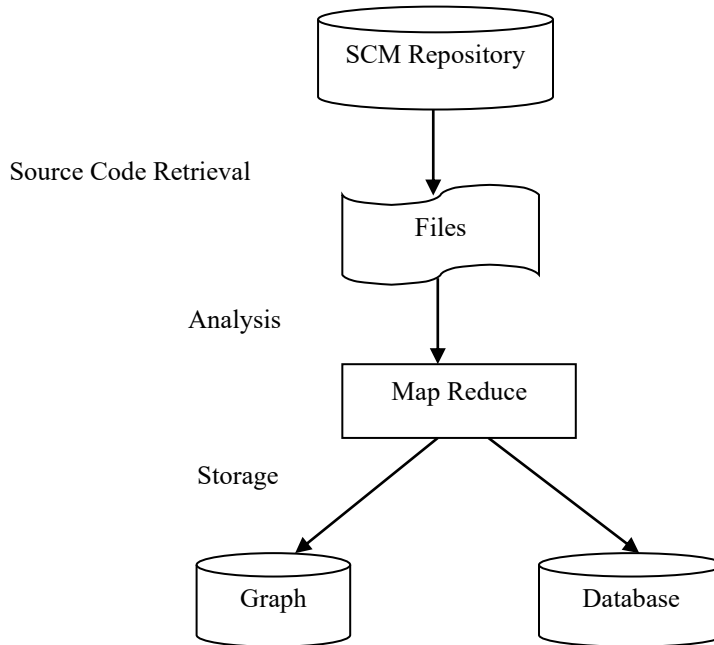 SCM Repository
Source Code Retrieval
Files
Analysis
Map Reduce
Storage
Graph
Database